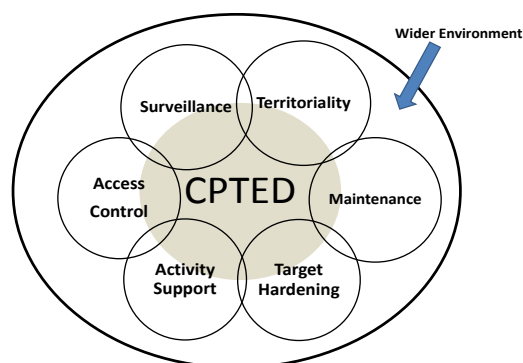 Wider Environment
Surveillance
Territoriality
Access
Control
CPTED
Maintenance
Activity
Support
Target
Hardening